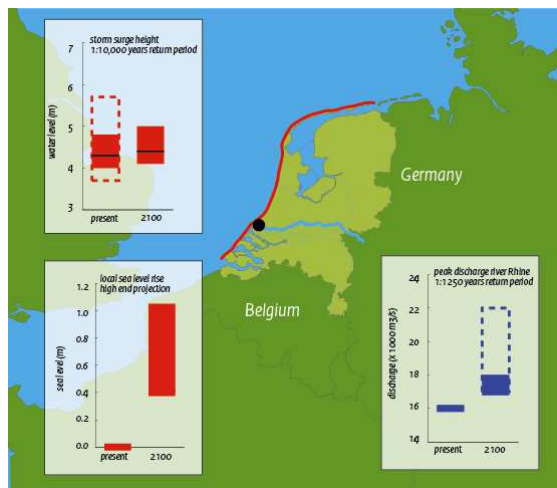 storm surge height
1:10,000 years return period
7
6
5
4
3
water level (m)
present
2100
Germany
Belgium
local sea level rise
high end projection
1.2
1.0
0.8
0.6
0.4
0.2
0.0
sea level (m)
present
2100
peak discharge river Rhine
1:1250 years return period
24
22
20
18
16
14
discharge (x 1000 m3/s)
present
2100